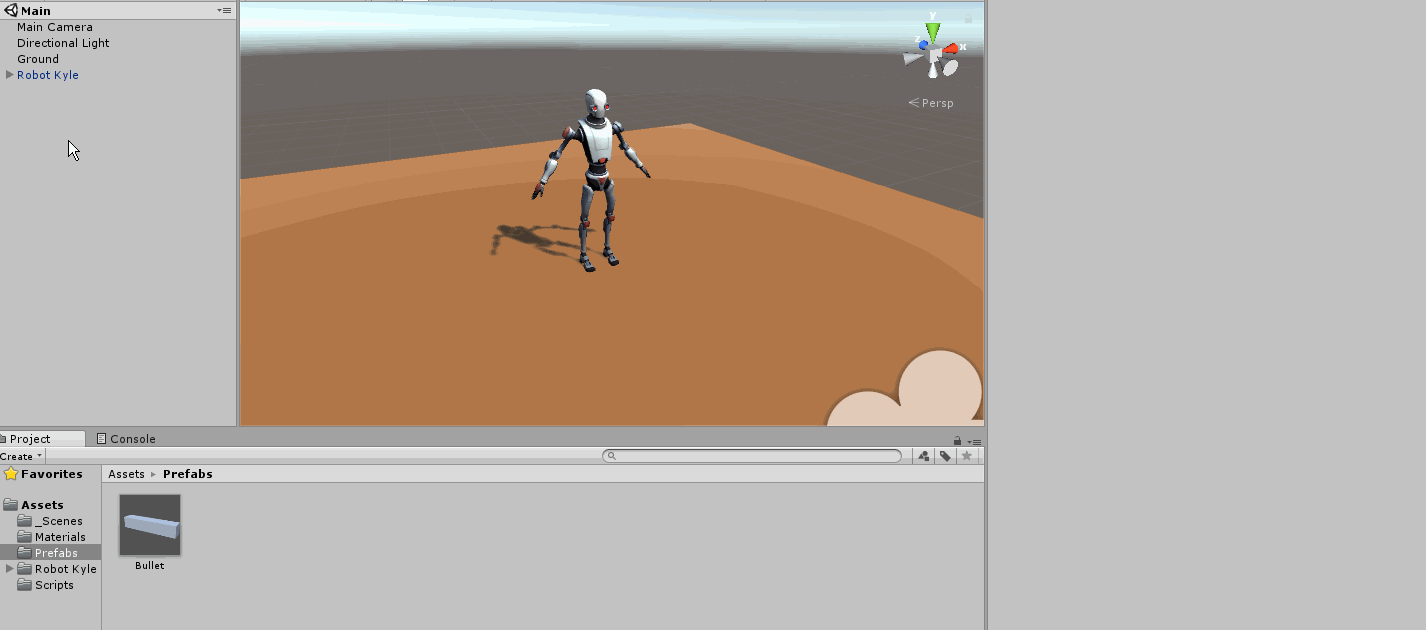 Main
Main Camera
Directional Light
Ground
Robot Kyle
y
z
x
Persp
Project
Console
Create
Favorites
Assets
Prefabs
Assets
_Scenes
Materials
Prefabs
Robot Kyle
Scripts
Bullet